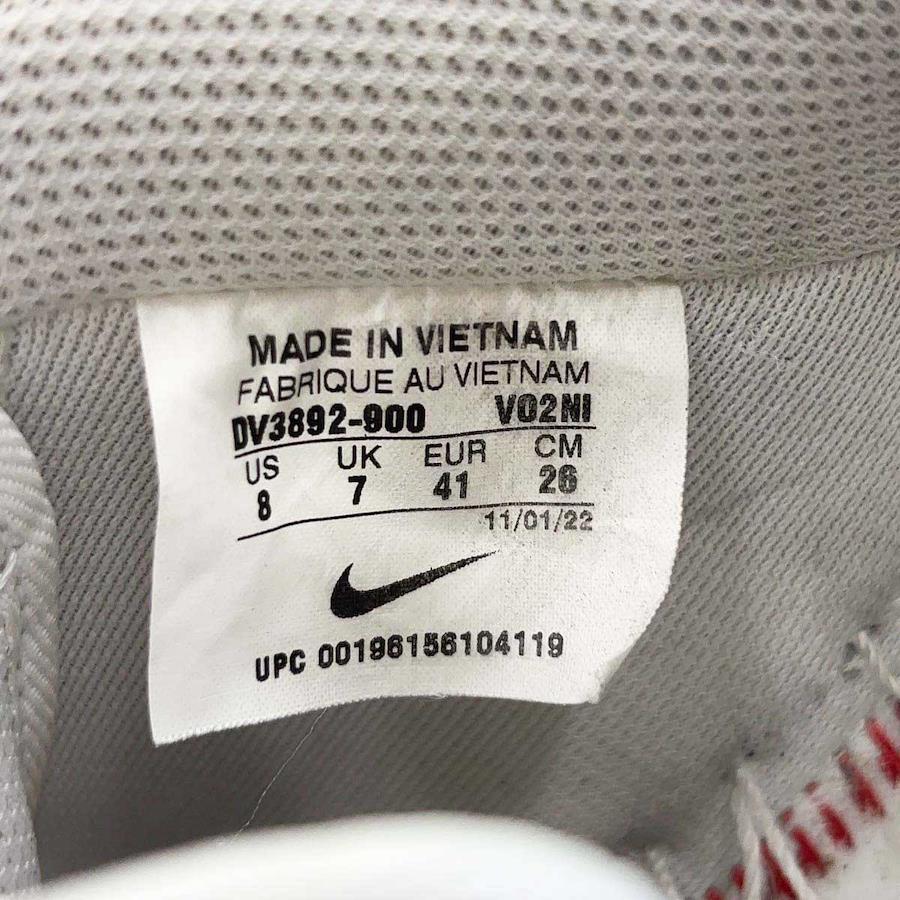 MADE IN VIETNAM
FABRIQUE AU VIETNAM
DV3892-900 V02NI
US UK EUR CM
8 7 41 26
11/01/22
UPC 00196156104119